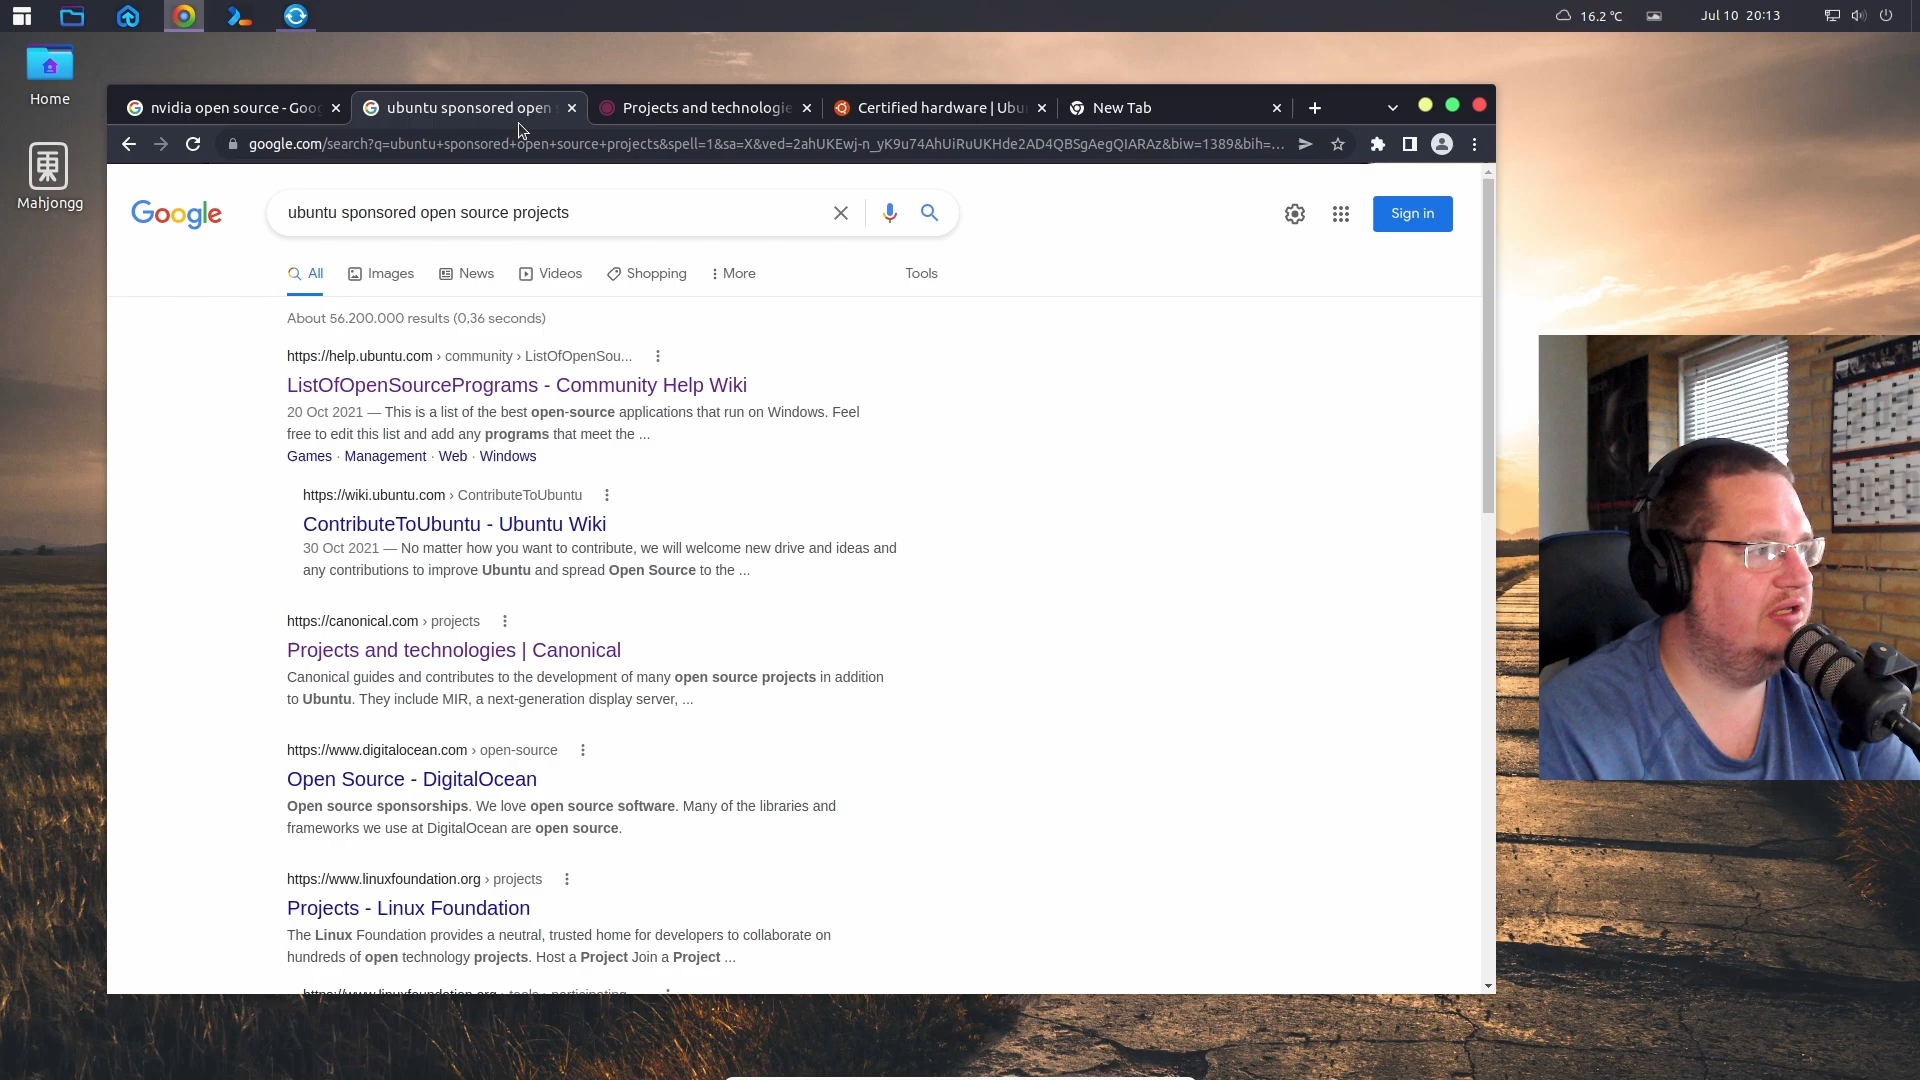 16.2 °C
Jul 10 20:13
Home
東
Mahjongg
nvidia open source - Goog
ubuntu sponsored open s
Projects and technologie
Certified hardware | Ubun
New Tab
google.com/search?q=ubuntu+sponsored+open+source+projects&spell=1&sa=X&ved=2ahUKEwj-n_yK9u74AhUiRuUKHde2AD4QBSgAegQIARAz&biw=1389&bih=...
Google
ubuntu sponsored open source projects
Sign in
All
Images
News
Videos
Shopping
More
Tools
About 56.200.000 results (0,36 seconds)
https://help.ubuntu.com › community › ListOfOpenSou...
ListOfOpenSourcePrograms - Community Help Wiki
20 Oct 2021 — This is a list of the best open-source applications that run on Windows. Feel
free to edit this list and add any programs that meet the ...
Games · Management · Web · Windows
https://wiki.ubuntu.com › ContributeToUbuntu
ContributeToUbuntu - Ubuntu Wiki
30 Oct 2021 — No matter how you want to contribute, we will welcome new drive and ideas and
any contributions to improve Ubuntu and spread Open Source to the ...
https://canonical.com › projects
Projects and technologies | Canonical
Canonical guides and contributes to the development of many open source projects in addition
to Ubuntu. They include MIR, a next-generation display server, ...
https://www.digitalocean.com › open-source
Open Source - DigitalOcean
Open source sponsorships. We love open source software. Many of the libraries and
frameworks we use at DigitalOcean are open source.
https://www.linuxfoundation.org › projects
Projects - Linux Foundation
The Linux Foundation provides a neutral, trusted home for developers to collaborate on
hundreds of open technology projects. Host a Project Join a Project ...
https://www.linuxfoundation.org › tools › participating